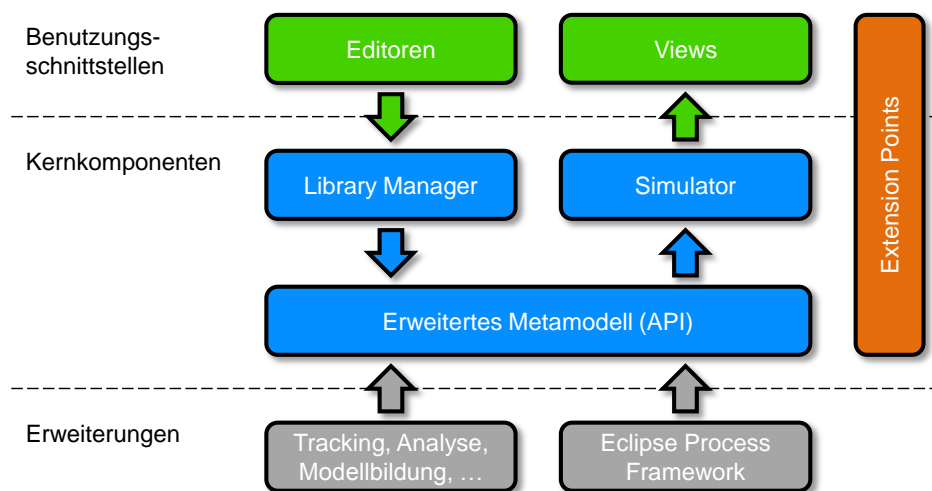 Benutzungs-
schnittstellen
Editoren
Views
Kernkomponenten
Library Manager
Simulator
Erweitertes Metamodell (API)
Extension Points
Erweiterungen
Tracking, Analyse,
Modellbildung, …
Eclipse Process
Framework